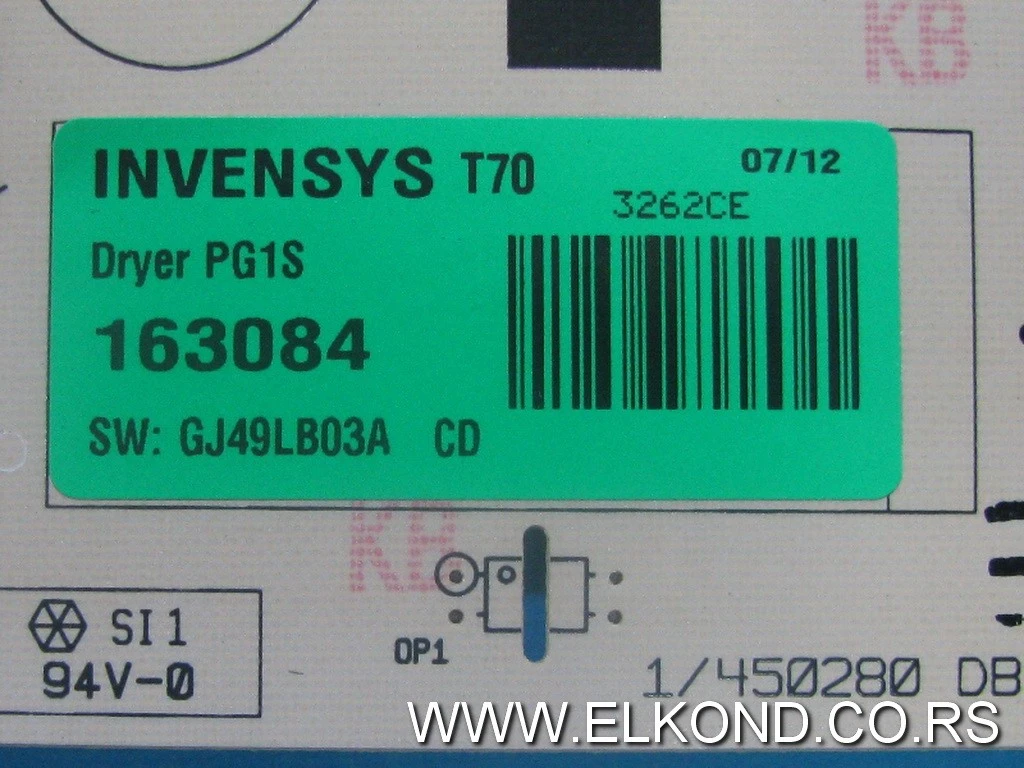 KB
INVENSYS T70
07/12
3262CE
Dryer PG1S
163084
SW: GJ49LB03A CD
KB
SI 1
94V-0
OP1
1/450280 DB
WWW.ELKOND.CO.RS